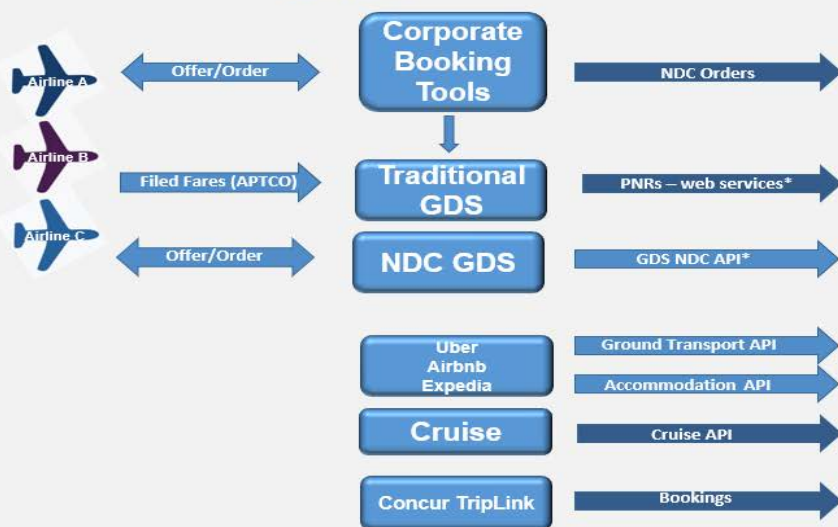 Corporate
Booking
Tools
Airline A
Offer/Order
NDC Orders
Airline B
Filed Fares (APTCO)
Traditional
GDS
PNRs – web services*
Airline C
Offer/Order
NDC GDS
GDS NDC API*
Uber
Airbnb
Expedia
Ground Transport API
Accommodation API
Cruise
Cruise API
Concur TripLink
Bookings